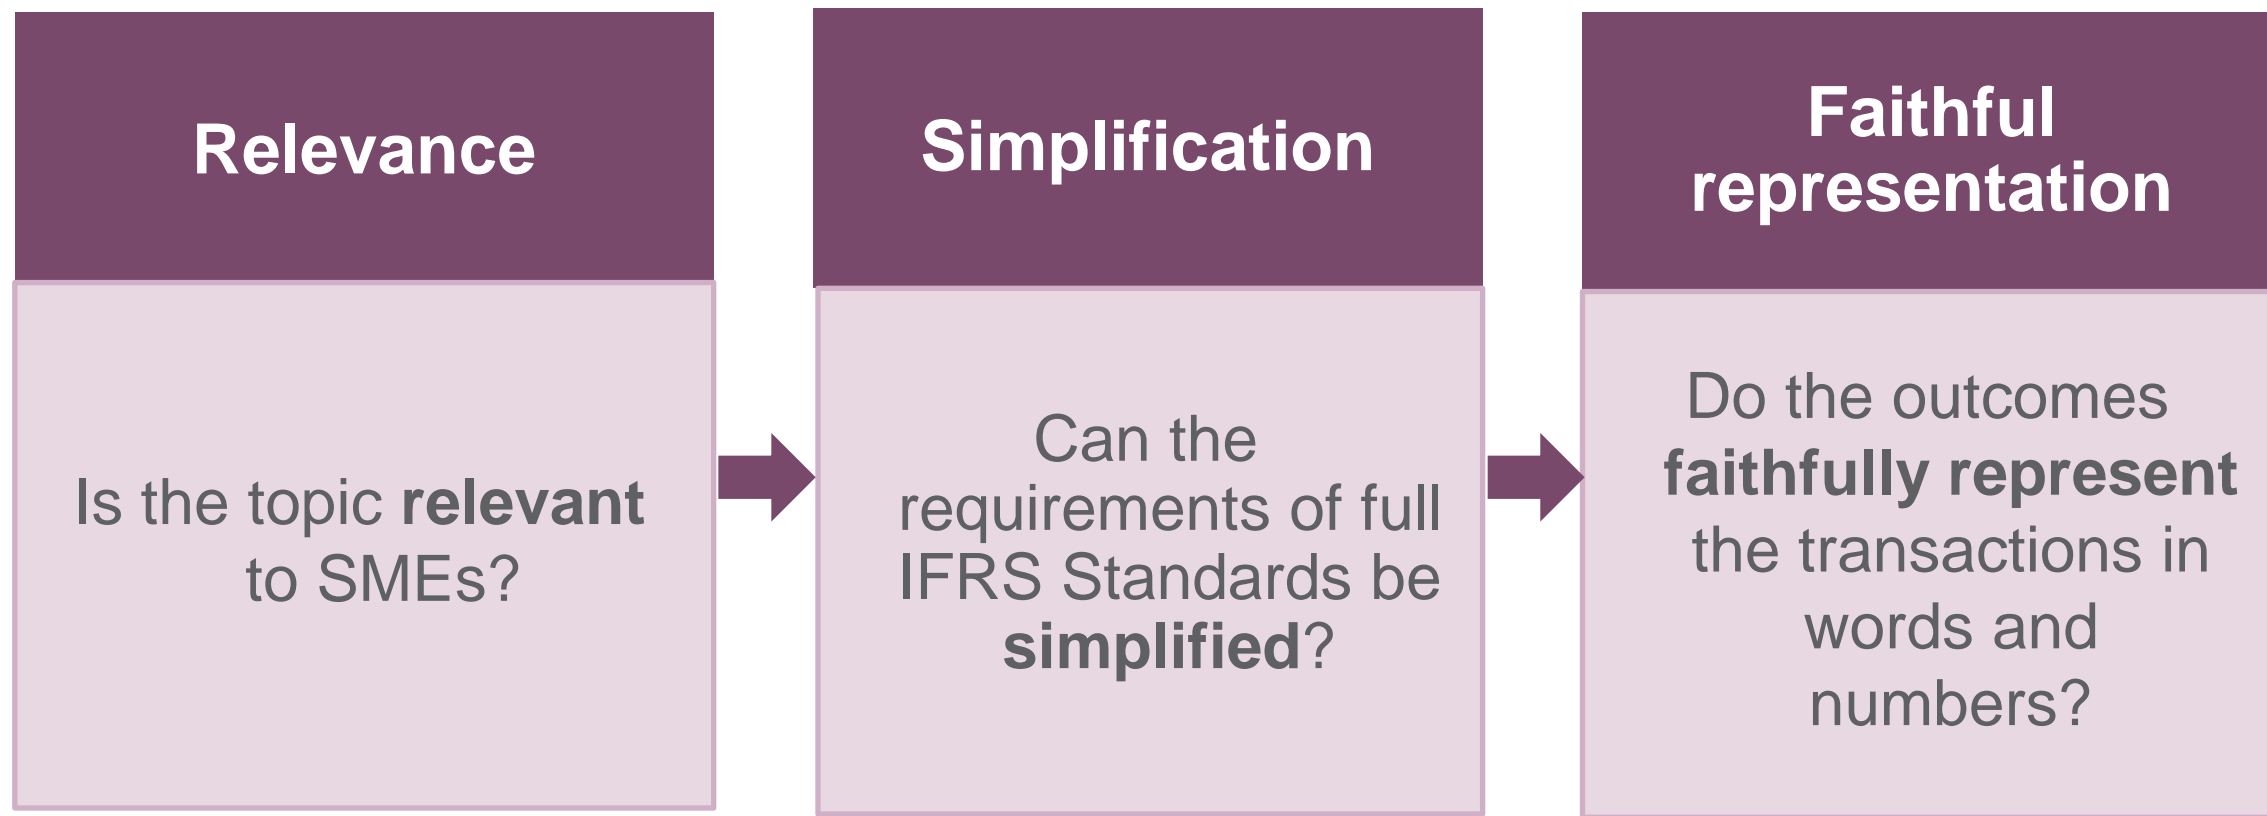 Relevance
Is the topic relevant
to SMEs?
Simplification
Can the
requirements of full
IFRS Standards be
simplified?
Faithful
representation
Do the outcomes
faithfully represent
the transactions in
words and
numbers?